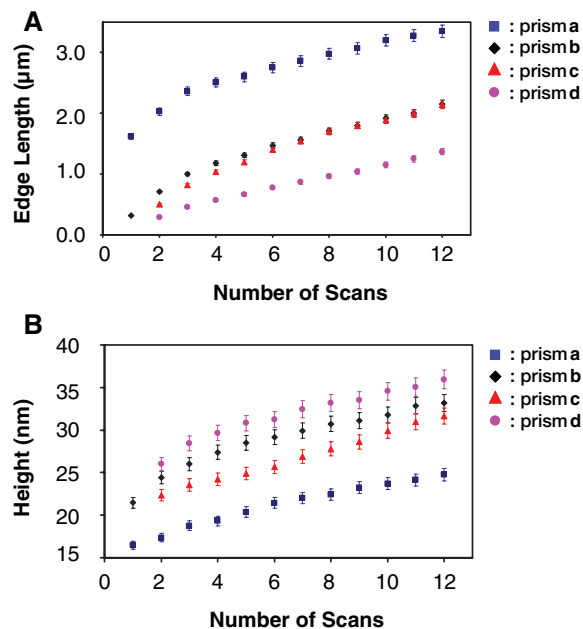 A
Edge Length (µm)
3.0
2.0
1.0
0.0
0 2 4 6 8 10 12
Number of Scans
: prism a
: prism b
: prism c
: prism d
B
Height (nm)
40
35
30
25
20
15
0 2 4 6 8 10 12
Number of Scans
: prism a
: prism b
: prism c
: prism d